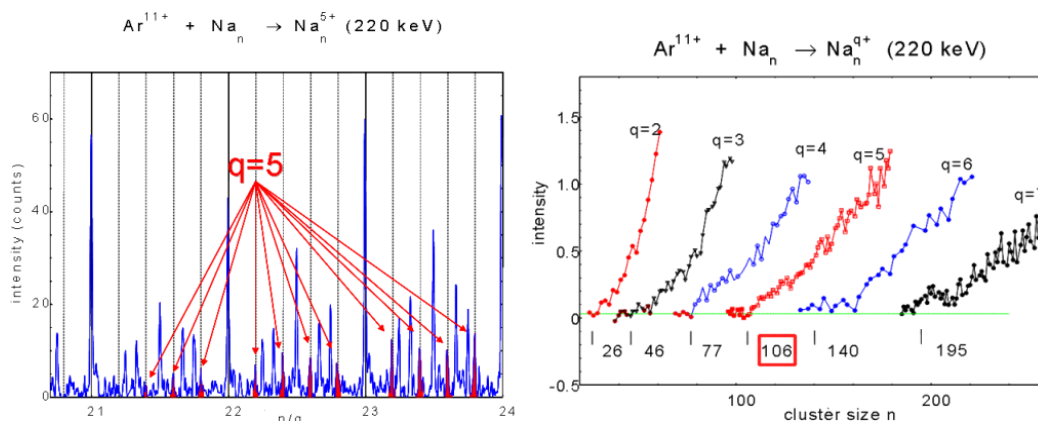 Ar11+ + Nan → Nan5+ (220 keV)
60
40
20
0
intensity (counts)
q=5
21
22
23
24
n/q
Ar11+ + Nan → Nanq+ (220 keV)
1.5
1.0
0.5
0.0
-0.5
intensity
q=2
q=3
q=4
q=5
q=6
26
46
77
106
140
195
100
200
cluster size n